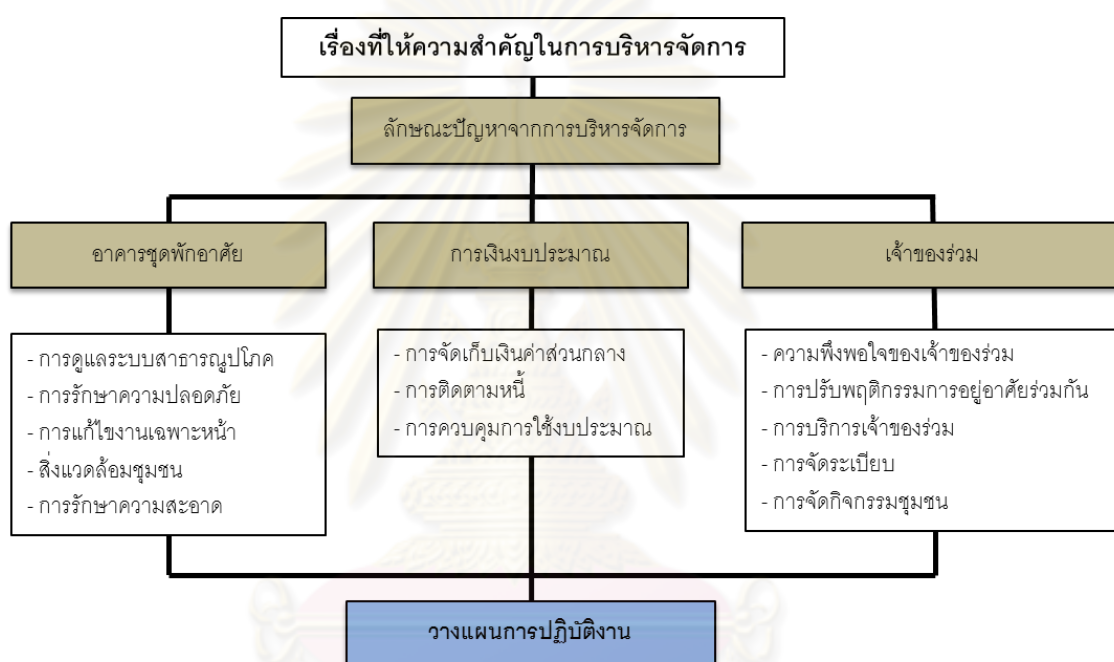 เรื่องที่ให้ความสำคัญในการบริหารจัดการ
ลักษณะปัญหาจากการบริหารจัดการ
อาคารชุดพักอาศัย
- การดูแลระบบสาธารณูปโภค
- การรักษาความปลอดภัย
- การแก้ไขงานเฉพาะหน้า
- สิ่งแวดล้อมชุมชน
- การรักษาความสะอาด
การเงินงบประมาณ
- การจัดเก็บเงินค่าส่วนกลาง
- การติดตามหนี้
- การควบคุมการใช้งบประมาณ
เจ้าของร่วม
- ความพึงพอใจของเจ้าของร่วม
- การปรับพฤติกรรมการอยู่อาศัยร่วมกัน
- การบริการเจ้าของร่วม
- การจัดระเบียบ
- การจัดกิจกรรมชุมชน
วางแผนการปฏิบัติงาน